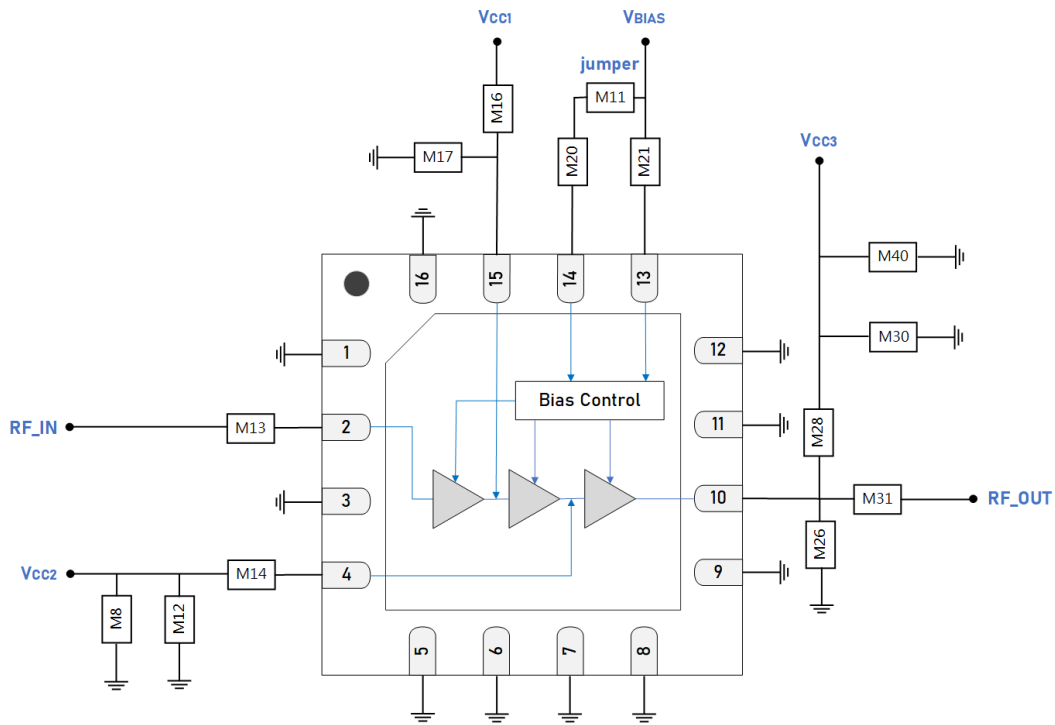 VCC1
VBIAS
jumper
M16
M11
M17
M20
M21
VCC3
M40
M30
16
15
14
13
1
12
Bias Control
RF_IN
M13
2
11
M28
3
10
M31
RF_OUT
M26
VCC2
M14
4
9
M8
M12
5
6
7
8